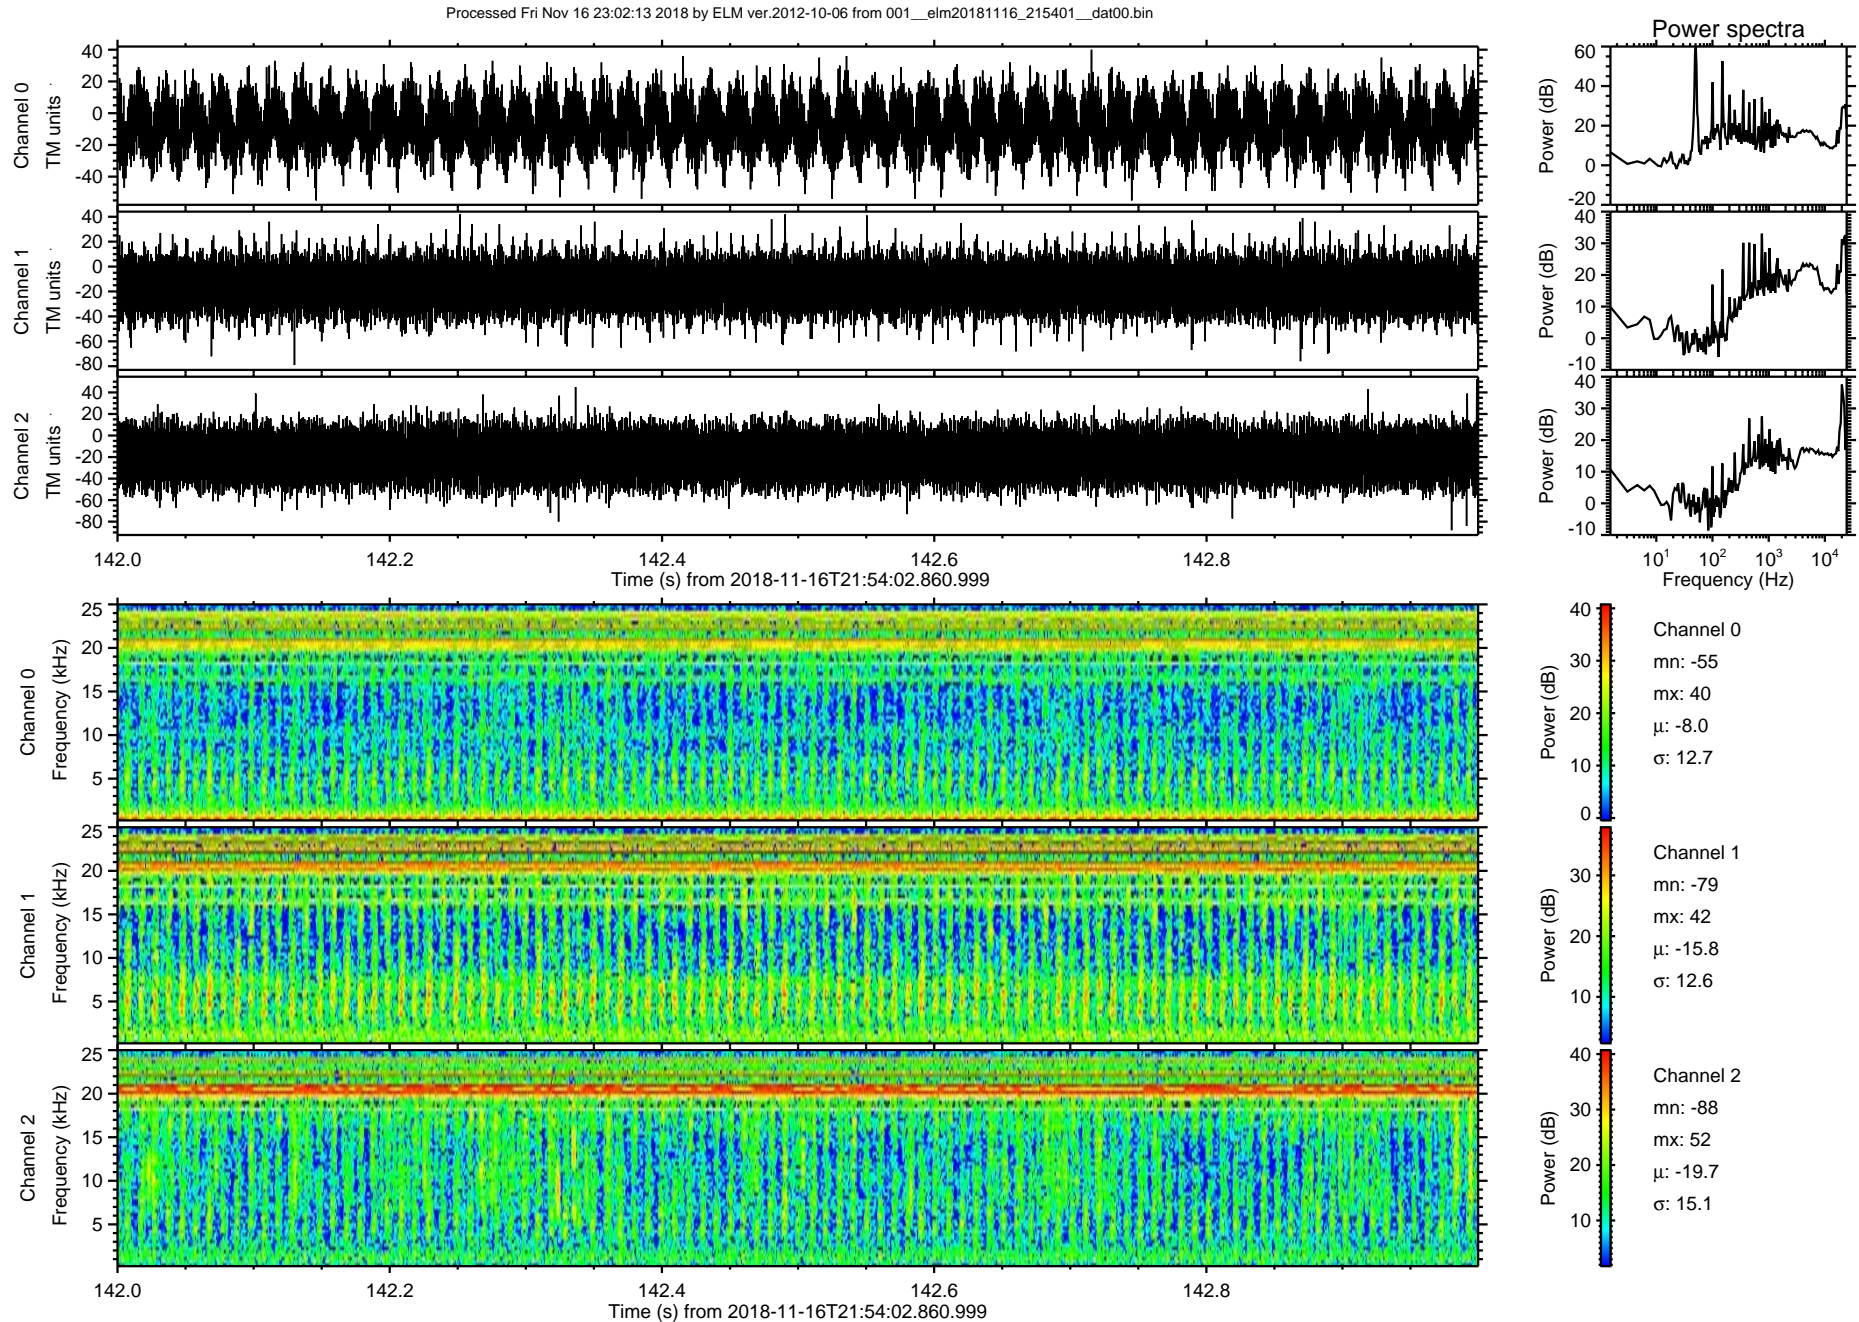 Processed Fri Nov 16 23:02:13 2018 by ELM ver.2012-10-06 from 001__elm20181116_215401__dat00.bin
Power spectra
Channel 0
TM units
40
20
0
-20
-40
Power (dB)
60
40
20
0
-20
Channel 1
TM units
40
20
0
-20
-40
-60
-80
Power (dB)
40
30
20
10
0
-10
Channel 2
TM units
40
20
0
-20
-40
-60
-80
Power (dB)
40
30
20
10
0
-10
142.0 142.2 142.4 142.6 142.8
Time (s) from 2018-11-16T21:54:02.860.999
10¹ 10² 10³ 10⁴
Frequency (Hz)
Channel 0
Frequency (kHz)
25
20
15
10
5
Power (dB)
40
30
20
10
0
Channel 0
mn: -55
mx: 40
μ: -8.0
σ: 12.7
Channel 1
Frequency (kHz)
25
20
15
10
5
Power (dB)
30
20
10
Channel 1
mn: -79
mx: 42
μ: -15.8
σ: 12.6
Channel 2
Frequency (kHz)
25
20
15
10
5
Power (dB)
40
30
20
10
Channel 2
mn: -88
mx: 52
μ: -19.7
σ: 15.1
142.0 142.2 142.4 142.6 142.8
Time (s) from 2018-11-16T21:54:02.860.999